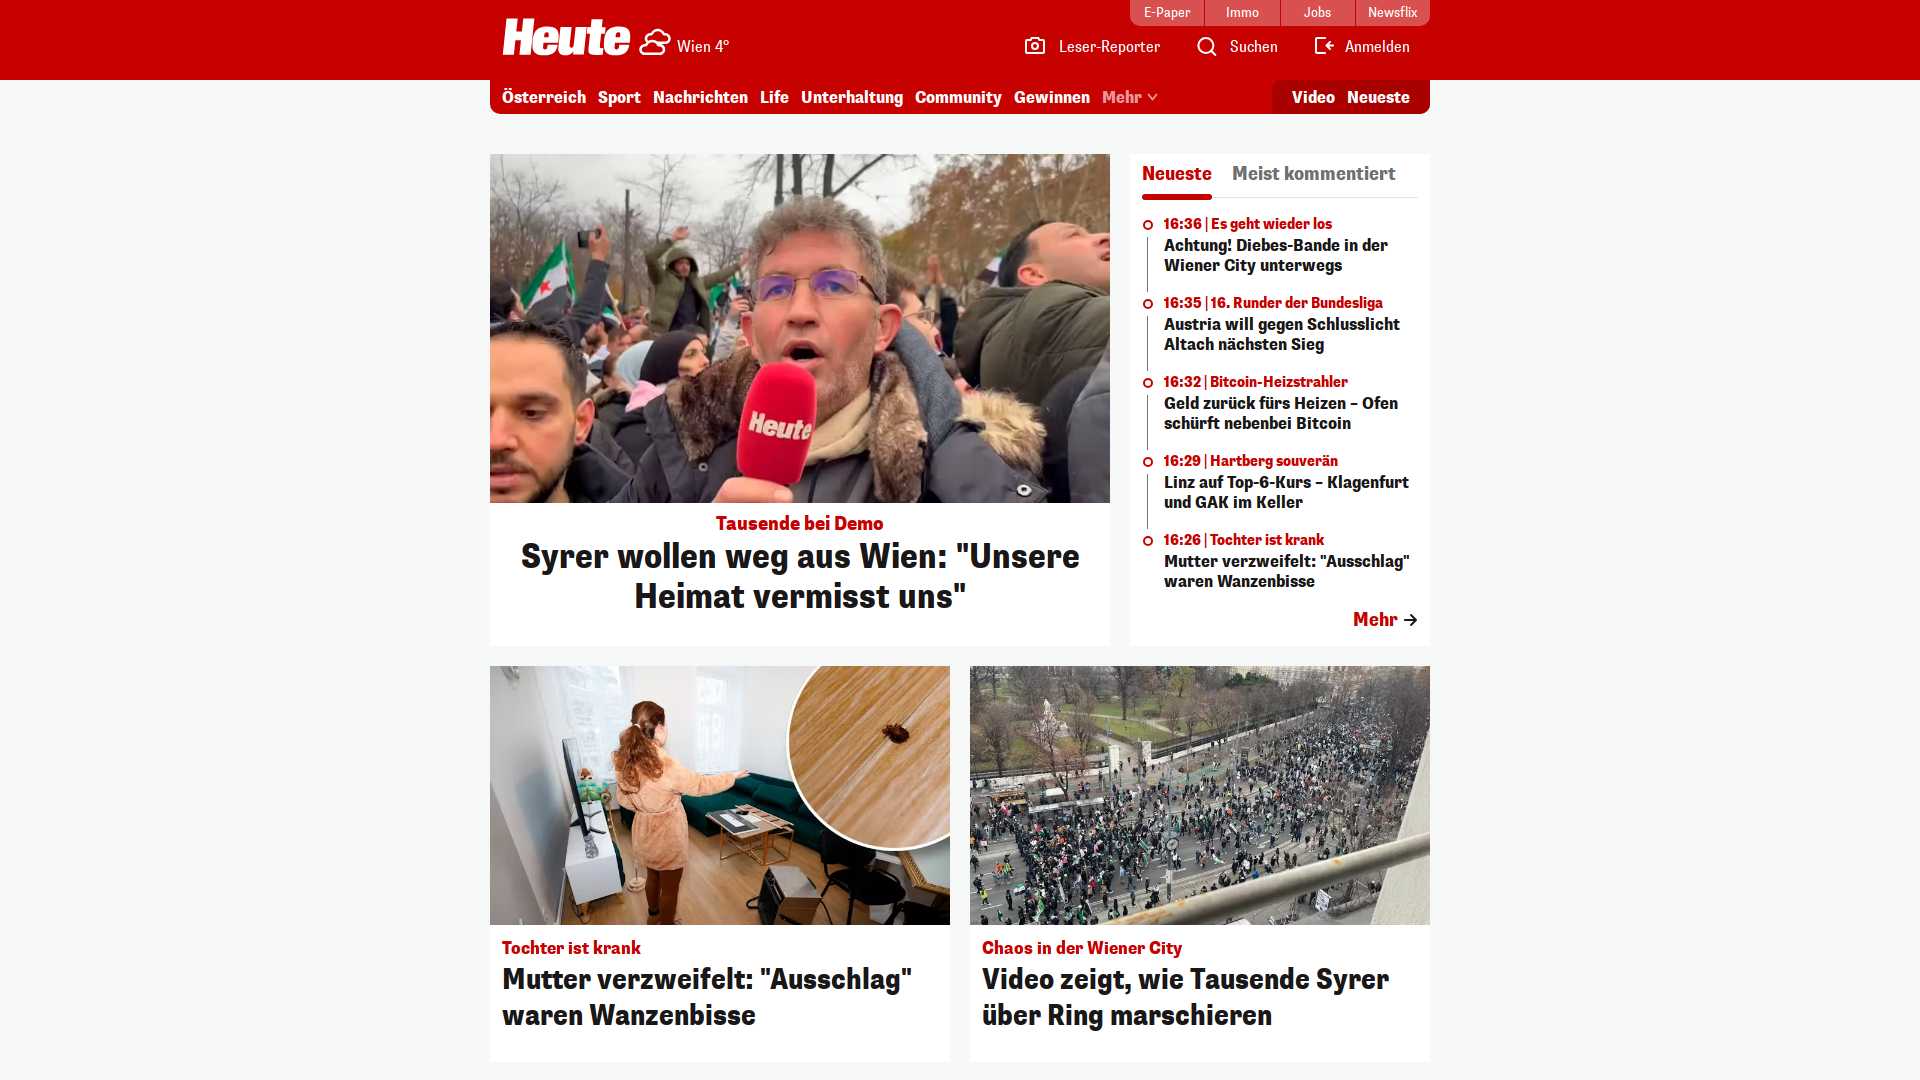 E-Paper
Immo
Jobs
Newsflix
Heute
Wien 4°
Leser-Reporter
Suchen
Anmelden
Österreich
Sport
Nachrichten
Life
Unterhaltung
Community
Gewinnen
Mehr
Video
Neueste
Heute
Tausende bei Demo
Syrer wollen weg aus Wien: "Unsere
Heimat vermisst uns"
Neueste
Meist kommentiert
16:36 | Es geht wieder los
Achtung! Diebes-Bande in der
Wiener City unterwegs
16:35 | 16. Runder der Bundesliga
Austria will gegen Schlusslicht
Altach nächsten Sieg
16:32 | Bitcoin-Heizstrahler
Geld zurück fürs Heizen – Ofen
schürft nebenbei Bitcoin
16:29 | Hartberg souverän
Linz auf Top-6-Kurs – Klagenfurt
und GAK im Keller
16:26 | Tochter ist krank
Mutter verzweifelt: "Ausschlag"
waren Wanzenbisse
Mehr
Tochter ist krank
Mutter verzweifelt: "Ausschlag"
waren Wanzenbisse
Chaos in der Wiener City
Video zeigt, wie Tausende Syrer
über Ring marschieren